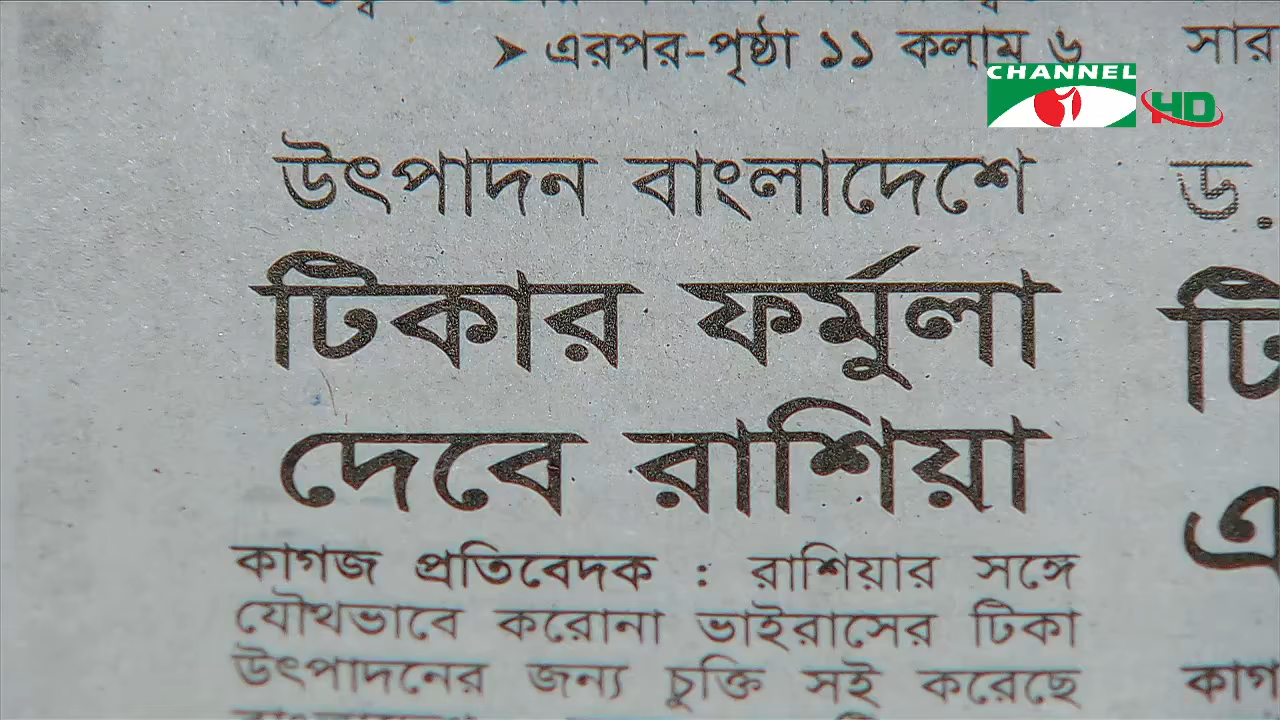 ➤ এরপর-পৃষ্ঠা ১১ কলাম ৬
সার
CHANNEL
HD
উৎপাদন বাংলাদেশে
ড.
টিকার ফর্মুলা
দেবে রাশিয়া
এ
কাগজ প্রতিবেদক : রাশিয়ার সঙ্গে
যৌথভাবে করোনা ভাইরাসের টিকা
উৎপাদনের জন্য চুক্তি সই করেছে
কাগ